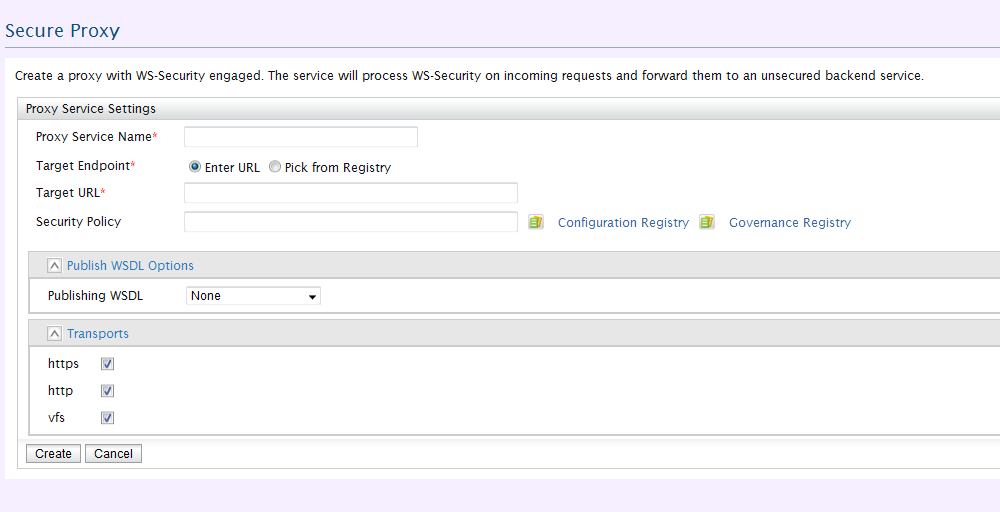 Secure Proxy
Create a proxy with WS-Security engaged. The service will process WS-Security on incoming requests and forward them to an unsecured backend service.
Proxy Service Settings
Proxy Service Name*
Target Endpoint* Enter URL Pick from Registry
Target URL*
Security Policy Configuration Registry Governance Registry
Publish WSDL Options
Publishing WSDL None
Transports
https
http
vfs
Create Cancel